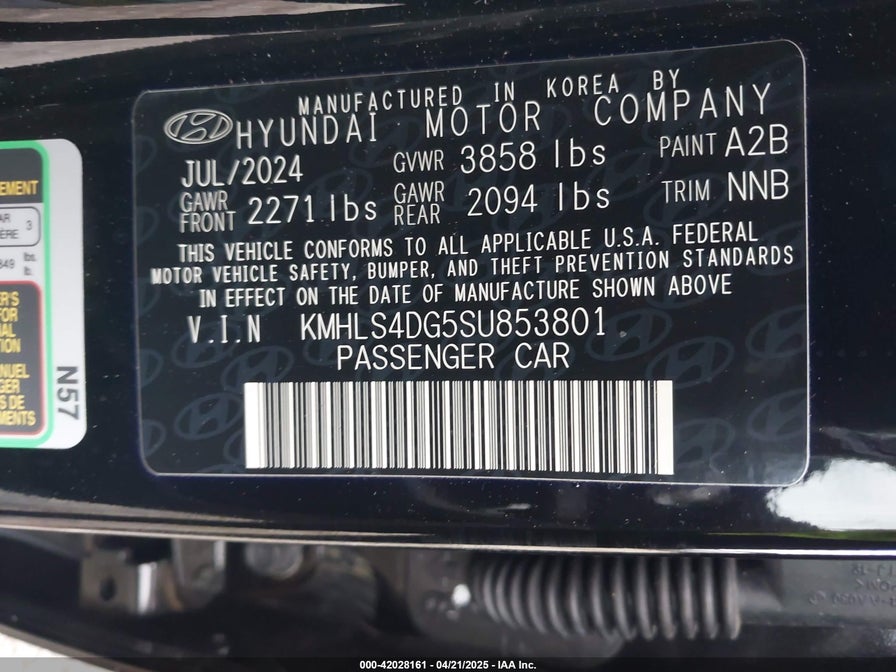 MANUFACTURED IN KOREA BY
HYUNDAI MOTOR COMPANY
JUL/2024 GVWR 3858 lbs PAINT A2B
GAWR FRONT 2271 lbs GAWR REAR 2094 lbs TRIM NNB
THIS VEHICLE CONFORMS TO ALL APPLICABLE U.S.A. FEDERAL
MOTOR VEHICLE SAFETY, BUMPER, AND THEFT PREVENTION STANDARDS
IN EFFECT ON THE DATE OF MANUFACTURE SHOWN ABOVE
V.I.N KMHLS4DG5SU853801
PASSENGER CAR
3
lbs.
lb.
N57
000-42028161 - 04/21/2025 - IAA Inc.